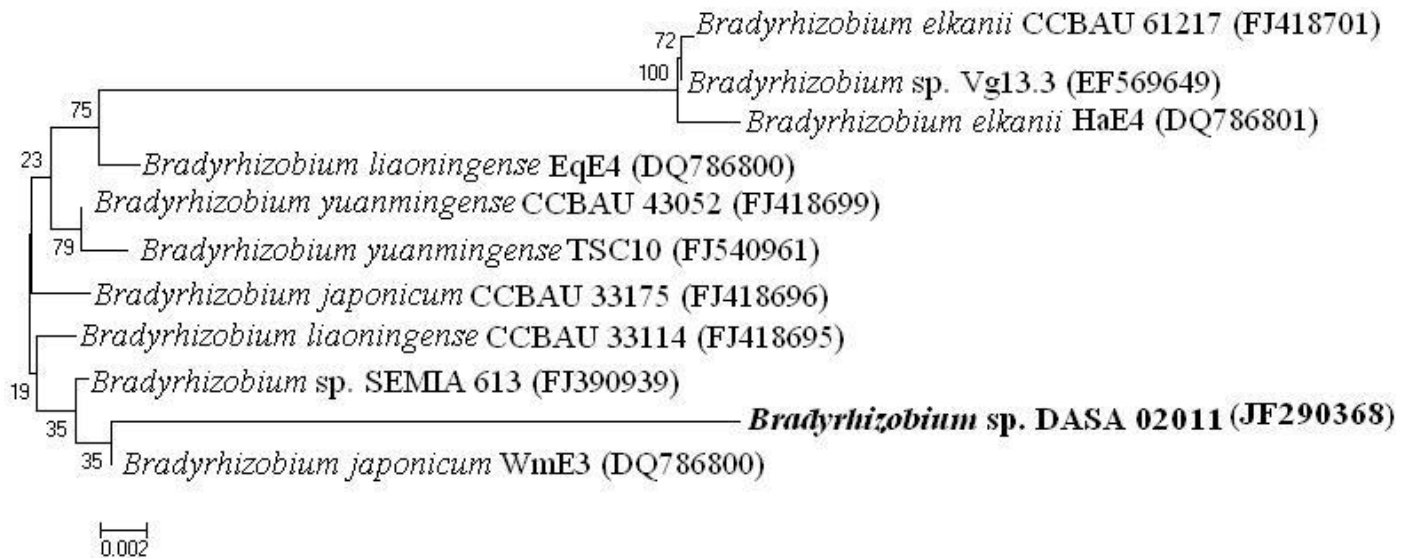 72
Bradyrhizobium elkanii CCBAU 61217 (FJ418701)
100
Bradyrhizobium sp. Vg13.3 (EF569649)
75
Bradyrhizobium elkanii HaE4 (DQ786801)
23
Bradyrhizobium liaoningense EqE4 (DQ786800)
Bradyrhizobium yuanmingense CCBAU 43052 (FJ418699)
79
Bradyrhizobium yuanmingense TSC10 (FJ540961)
Bradyrhizobium japonicum CCBAU 33175 (FJ418696)
Bradyrhizobium liaoningense CCBAU 33114 (FJ418695)
19
Bradyrhizobium sp. SEMIA 613 (FJ390939)
35
Bradyrhizobium sp. DASA 02011 (JF290368)
35
Bradyrhizobium japonicum WmE3 (DQ786800)
0.002